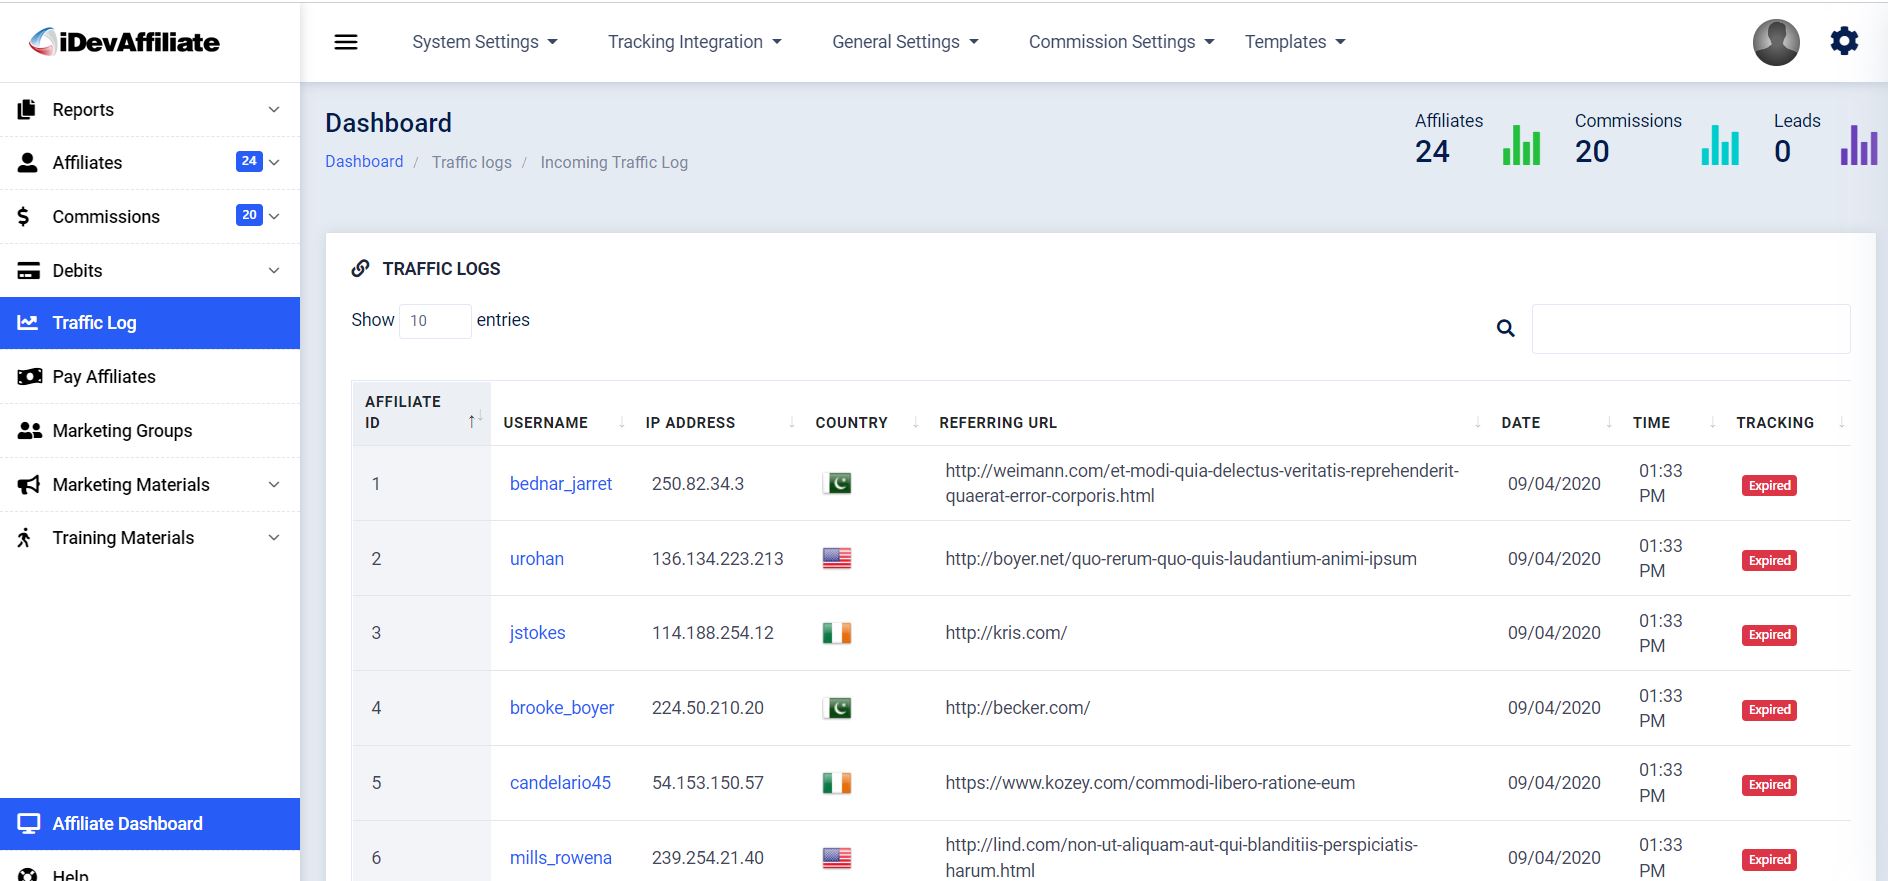 iDevAffiliate
System Settings
Tracking Integration
General Settings
Commission Settings
Templates
Reports
Affiliates 24
Commissions 20
Debits
Traffic Log
Pay Affiliates
Marketing Groups
Marketing Materials
Training Materials
Affiliate Dashboard
Help
Dashboard
Dashboard / Traffic logs / Incoming Traffic Log
Affiliates
24
Commissions
20
Leads
0
TRAFFIC LOGS
Show 10 entries
AFFILIATE
ID
USERNAME
IP ADDRESS
COUNTRY
REFERRING URL
DATE
TIME
TRACKING
1
bednar_jarret
250.82.34.3
http://weimann.com/et-modi-quia-delectus-veritatis-reprehenderit-
quaerat-error-corporis.html
09/04/2020
01:33
PM
Expired
2
urohan
136.134.223.213
http://boyer.net/quo-rerum-quo-quis-laudantium-animi-ipsum
09/04/2020
01:33
PM
Expired
3
jstokes
114.188.254.12
http://kris.com/
09/04/2020
01:33
PM
Expired
4
brooke_boyer
224.50.210.20
http://becker.com/
09/04/2020
01:33
PM
Expired
5
candelario45
54.153.150.57
https://www.kozey.com/commodi-libero-ratione-eum
09/04/2020
01:33
PM
Expired
6
mills_rowena
239.254.21.40
http://lind.com/non-ut-aliquam-aut-qui-blanditiis-perspiciatis-
harum.html
09/04/2020
01:33
PM
Expired